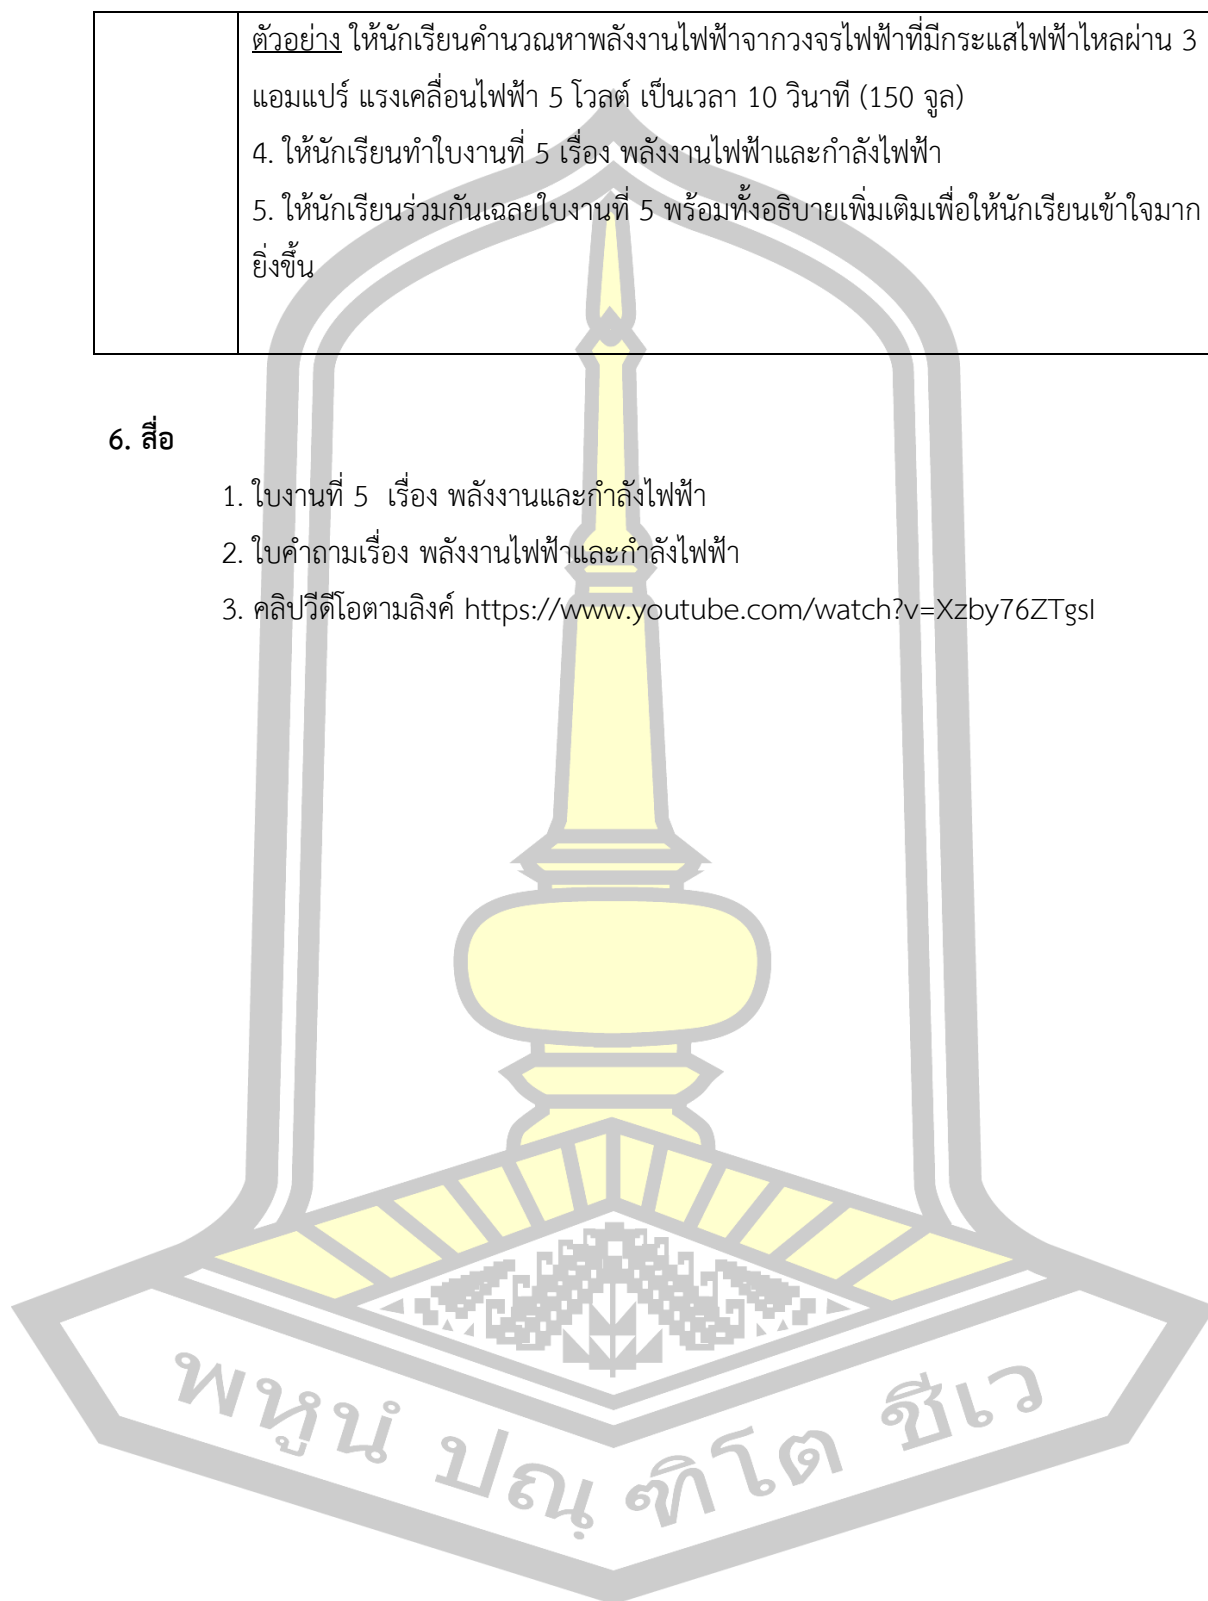 ตัวอย่าง ให้นักเรียนคำนวณหาพลังงานไฟฟ้าจากวงจรไฟฟ้าที่มีกระแสไฟฟ้าไหลผ่าน 3
แอมแปร์ แรงเคลื่อนไฟฟ้า 5 โวลต์ เป็นเวลา 10 วินาที (150 จูล)
4. ให้นักเรียนทำใบงานที่ 5 เรื่อง พลังงานไฟฟ้าและกำลังไฟฟ้า
5. ให้นักเรียนร่วมกันเฉลยใบงานที่ 5 พร้อมทั้งอธิบายเพิ่มเติมเพื่อให้นักเรียนเข้าใจมาก
ยิ่งขึ้น
6. สื่อ
1. ใบงานที่ 5 เรื่อง พลังงานและกำลังไฟฟ้า
2. ใบคำถามเรื่อง พลังงานไฟฟ้าและกำลังไฟฟ้า
3. คลิปวีดีโอตามลิงค์ https://www.youtube.com/watch?v=Xzby76ZTgsI
พหูนํ ปณฺฑิโต ชีเว